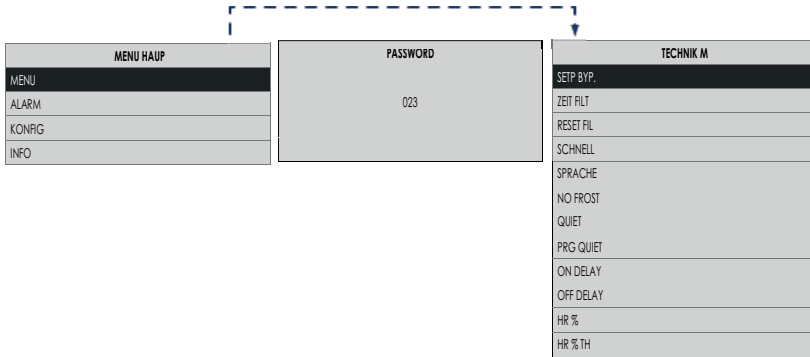 MENU HAUP
MENU
ALARM
KONFIG
INFO
PASSWORD
023
TECHNIK M
SETP BYP.
ZEIT FILT
RESET FIL
SCHNELL
SPRACHE
NO FROST
QUIET
PRG QUIET
ON DELAY
OFF DELAY
HR %
HR % TH